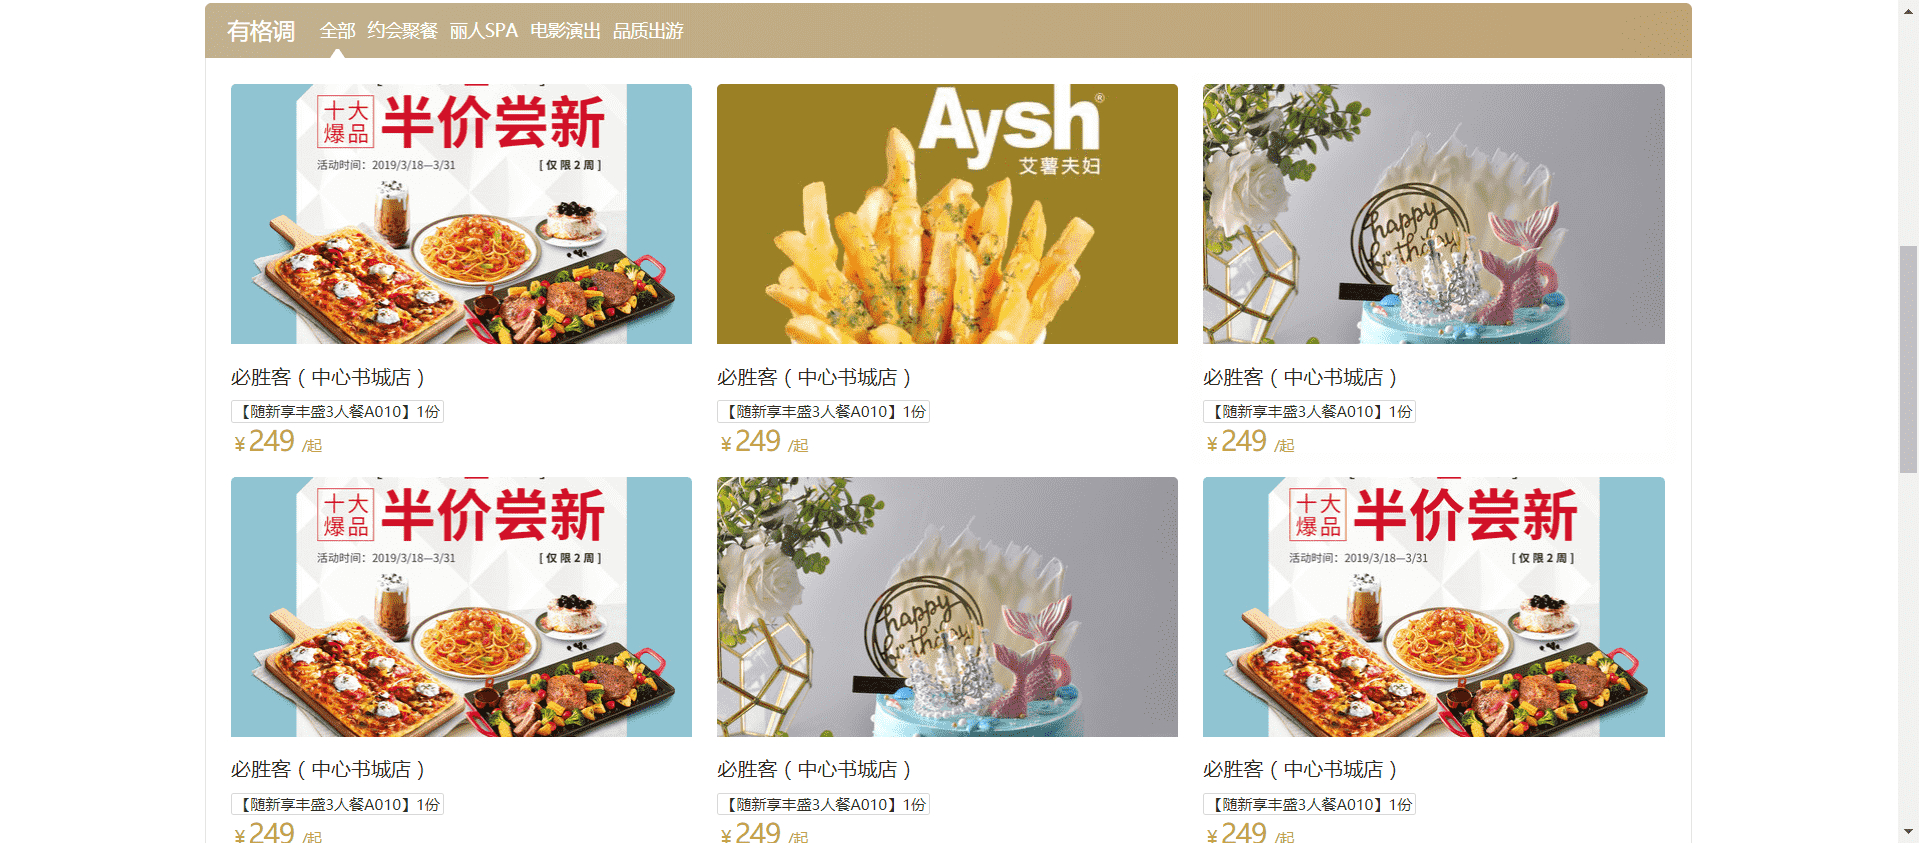 有格调 全部 约会聚餐 丽人SPA 电影演出 品质出游
十大
爆品
半价尝新
活动时间：2019/3/18—3/31
[仅限2周]
Aysh®
艾薯夫妇
happy
birthday
必胜客（中心书城店）
【随新享丰盛3人餐A010】1份
¥249 /起
必胜客（中心书城店）
【随新享丰盛3人餐A010】1份
¥249 /起
必胜客（中心书城店）
【随新享丰盛3人餐A010】1份
¥249 /起
十大
爆品
半价尝新
活动时间：2019/3/18—3/31
[仅限2周]
happy
birthday
十大
爆品
半价尝新
活动时间：2019/3/18—3/31
[仅限2周]
必胜客（中心书城店）
【随新享丰盛3人餐A010】1份
¥249 /起
必胜客（中心书城店）
【随新享丰盛3人餐A010】1份
¥249 /起
必胜客（中心书城店）
【随新享丰盛3人餐A010】1份
¥249 /起